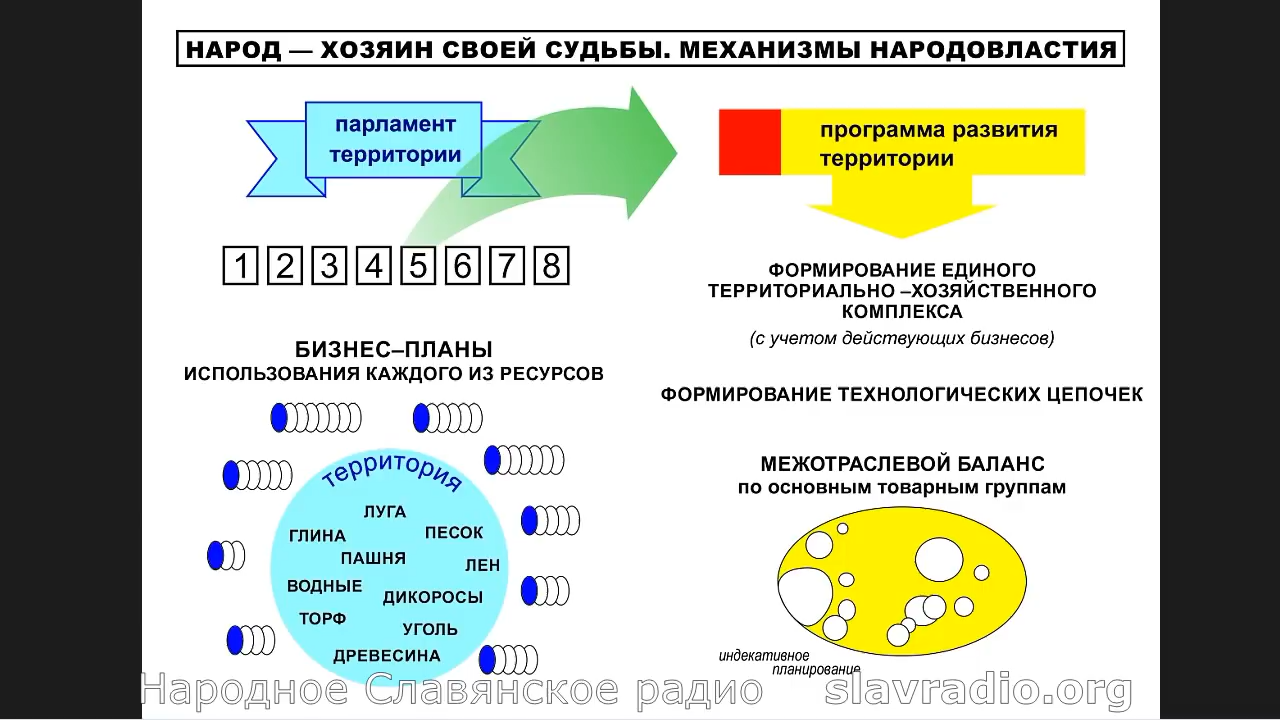 НАРОД — ХОЗЯИН СВОЕЙ СУДЬБЫ. МЕХАНИЗМЫ НАРОДОВЛАСТИЯ
парламент
территории
1 2 3 4 5 6 7 8
БИЗНЕС–ПЛАНЫ
ИСПОЛЬЗОВАНИЯ КАЖДОГО ИЗ РЕСУРСОВ
территория
ЛУГА
ГЛИНА
ПЕСОК
ПАШНЯ
ЛЕН
ВОДНЫЕ
ДИКОРОСЫ
ТОРФ
УГОЛЬ
ДРЕВЕСИНА
программа развития
территории
ФОРМИРОВАНИЕ ЕДИНОГО
ТЕРРИТОРИАЛЬНО –ХОЗЯЙСТВЕННОГО
КОМПЛЕКСА
(с учетом действующих бизнесов)
ФОРМИРОВАНИЕ ТЕХНОЛОГИЧЕСКИХ ЦЕПОЧЕК
МЕЖОТРАСЛЕВОЙ БАЛАНС
по основным товарным группам
индекативное
планирование
Народное Славянское радио slavradio.org